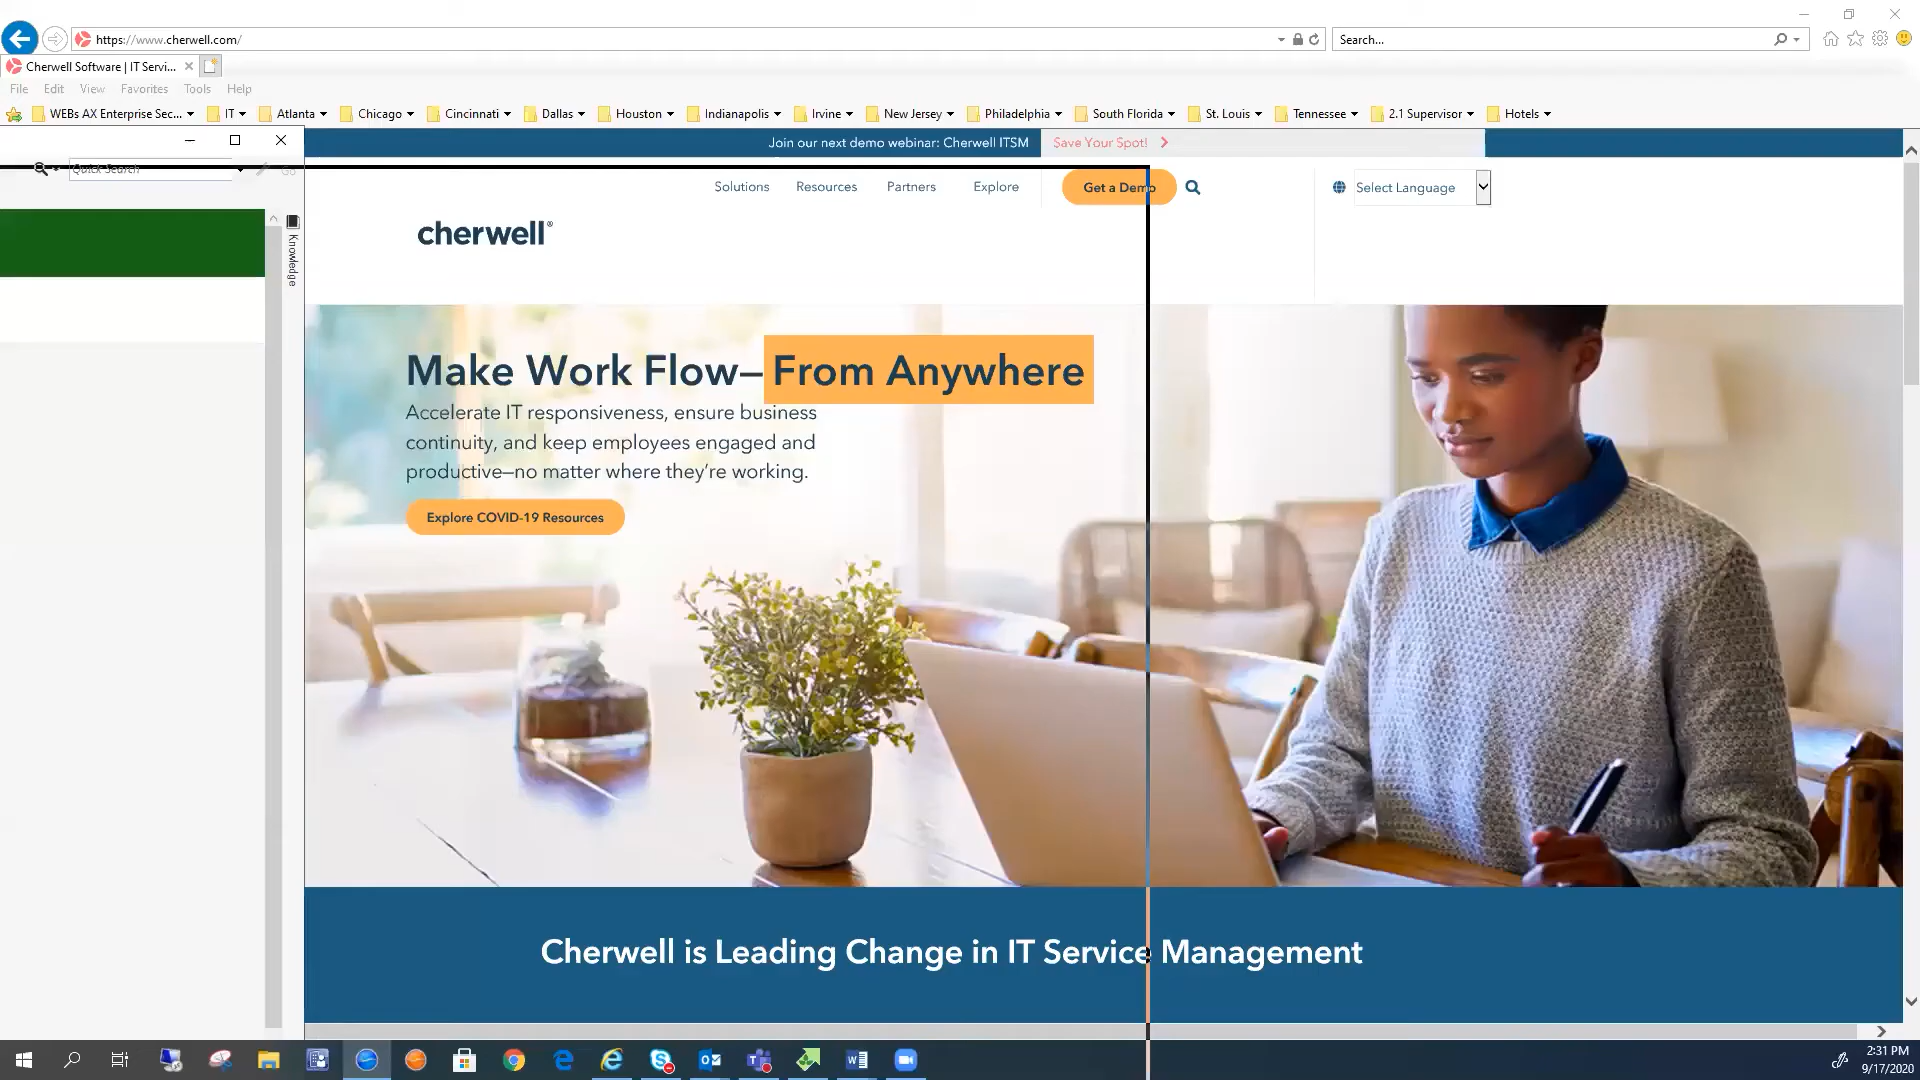 https://www.cherwell.com/
Search...
Cherwell Software | IT Servi...
File Edit View Favorites Tools Help
WEBs AX Enterprise Sec... IT Atlanta Chicago Cincinnati Dallas Houston Indianapolis Irvine New Jersey Philadelphia South Florida St. Louis Tennessee 2.1 Supervisor Hotels
Join our next demo webinar: Cherwell ITSM Save Your Spot!
Quick Search Go
Solutions Resources Partners Explore Get a Demo Select Language
Knowledge
cherwell®
Make Work Flow—From Anywhere
Accelerate IT responsiveness, ensure business
continuity, and keep employees engaged and
productive—no matter where they're working.
Explore COVID-19 Resources
Cherwell is Leading Change in IT Service Management
2:31 PM
9/17/2020